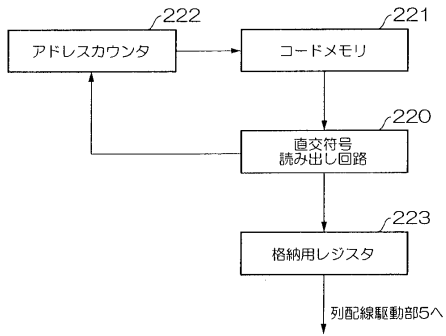 222
アドレスカウンタ
221
コードメモリ
220
直交符号
読み出し回路
223
格納用レジスタ
列配線駆動部5へ